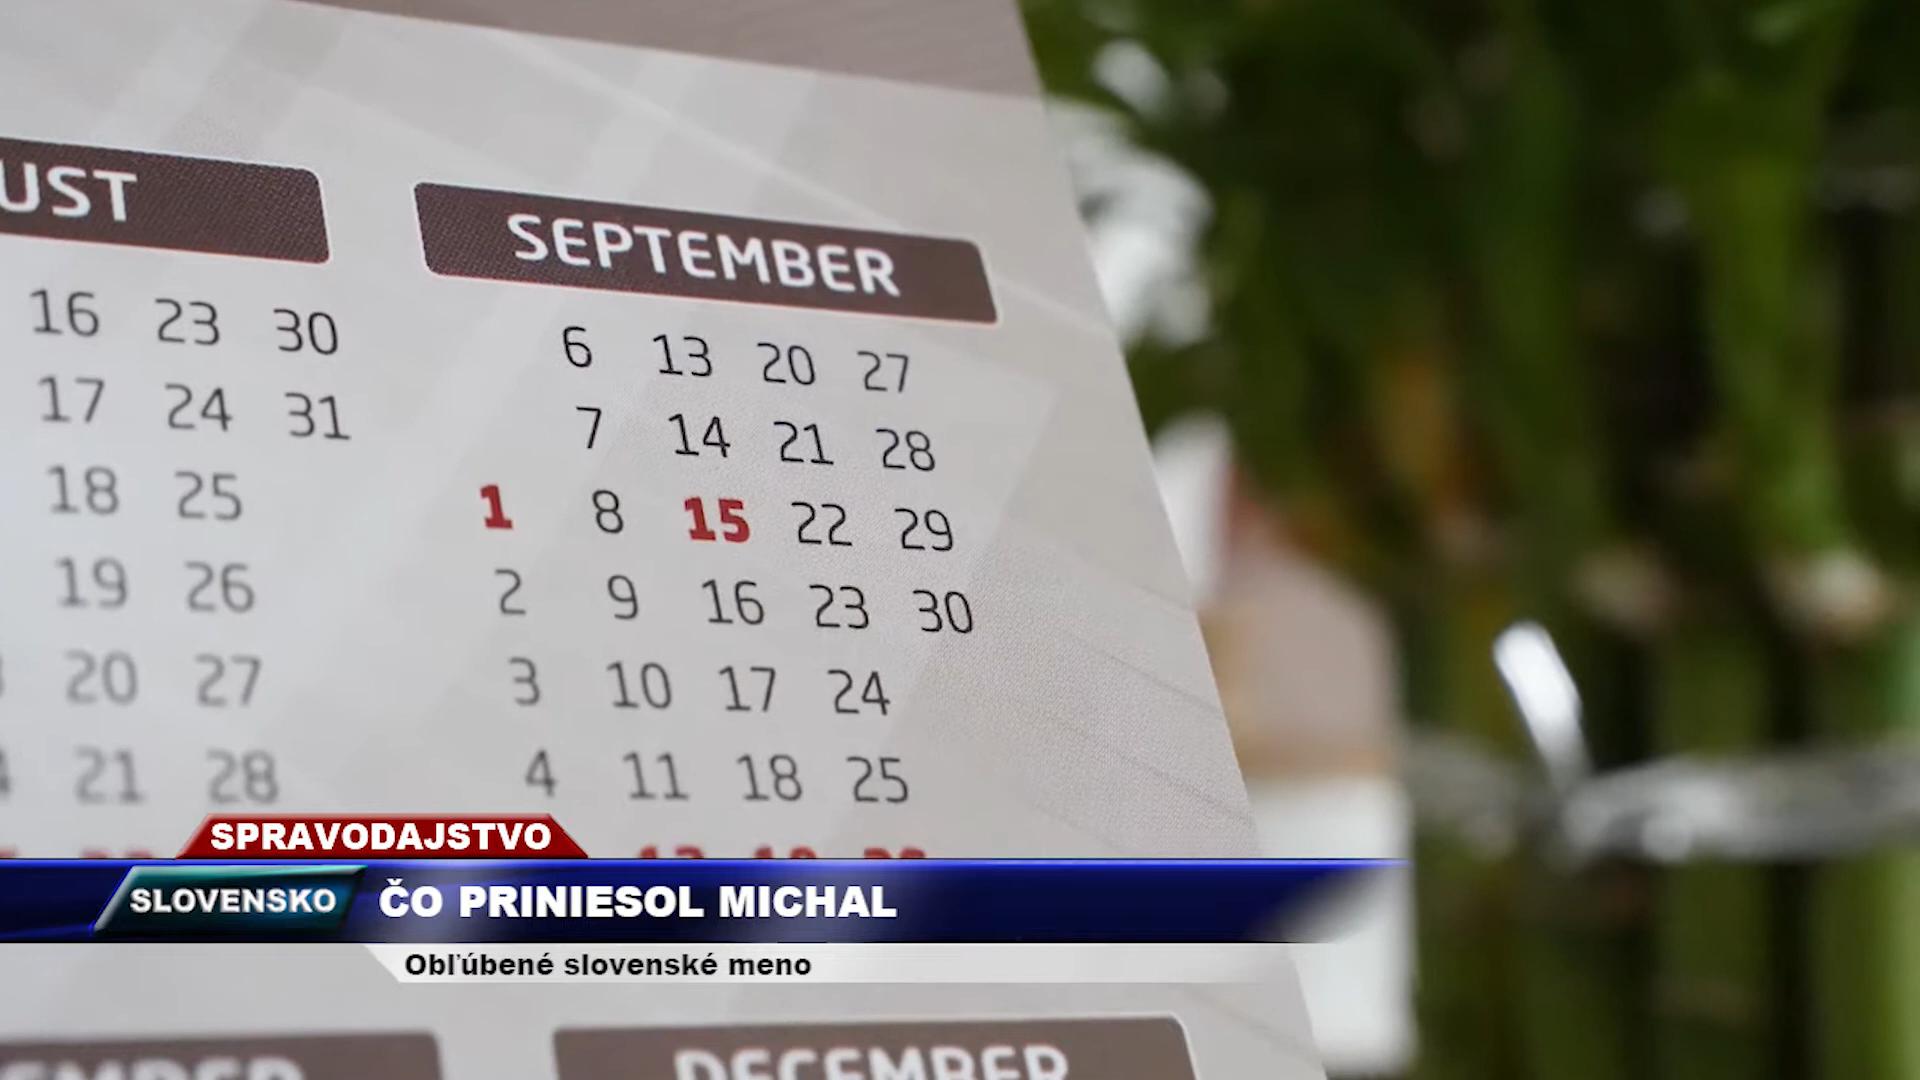 UST
SEPTEMBER
16 23 30
17 24 31
18 25
19 26
20 27
21 28
6 13 20 27
7 14 21 28
1 8 15 22 29
2 9 16 23 30
3 10 17 24
4 11 18 25
SPRAVODAJSTVO
SLOVENSKO
ČO PRINIESOL MICHAL
Obľúbené slovenské meno
DECEMBER